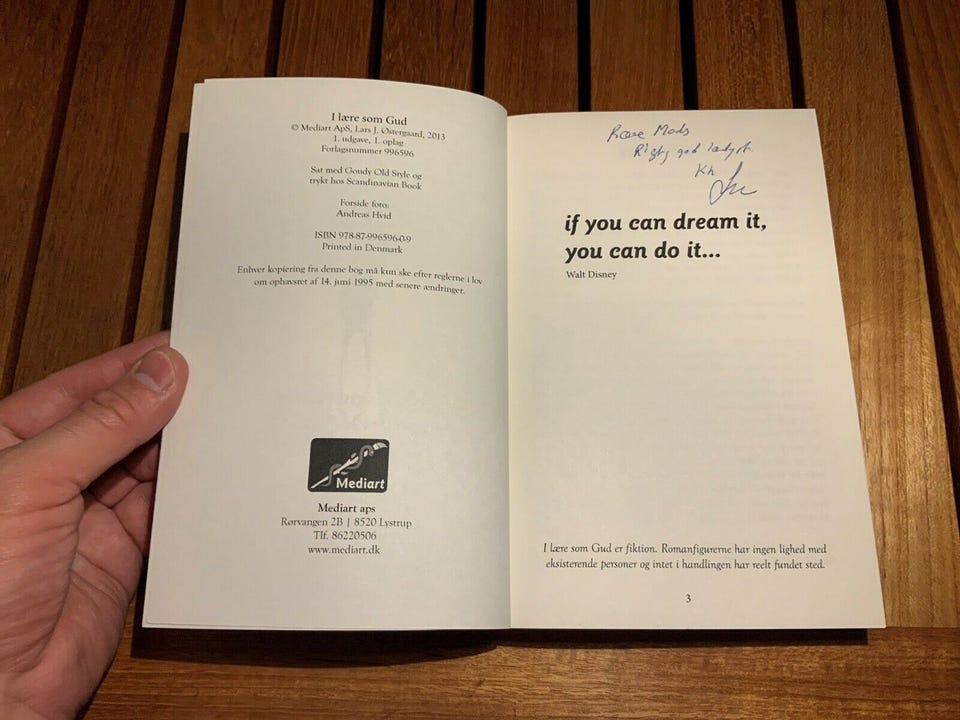 I lære som Gud
© Mediart ApS, Lars J. Østergaard, 2013
1. udgave, 1. oplag
Forlagsnummer 996596
Sat med Goudy Old Style og
trykt hos Scandinavian Book
Forside foto:
Andreas Hvid
ISBN 978-87-996596-0-9
Printed in Denmark
Enhver kopiering fra denne bog må kun ske efter reglerne i lov
om ophavsret af 14. juni 1995 med senere ændringer.
Mediart
Mediart aps
Rørvangen 2B | 8520 Lystrup
Tlf. 86220506
www.mediart.dk
Kære Mads
Rigtig god læselyst.
Kh
if you can dream it,
you can do it...
Walt Disney
I lære som Gud er fiktion. Romanfigurerne har ingen lighed med
eksisterende personer og intet i handlingen har reelt fundet sted.
3